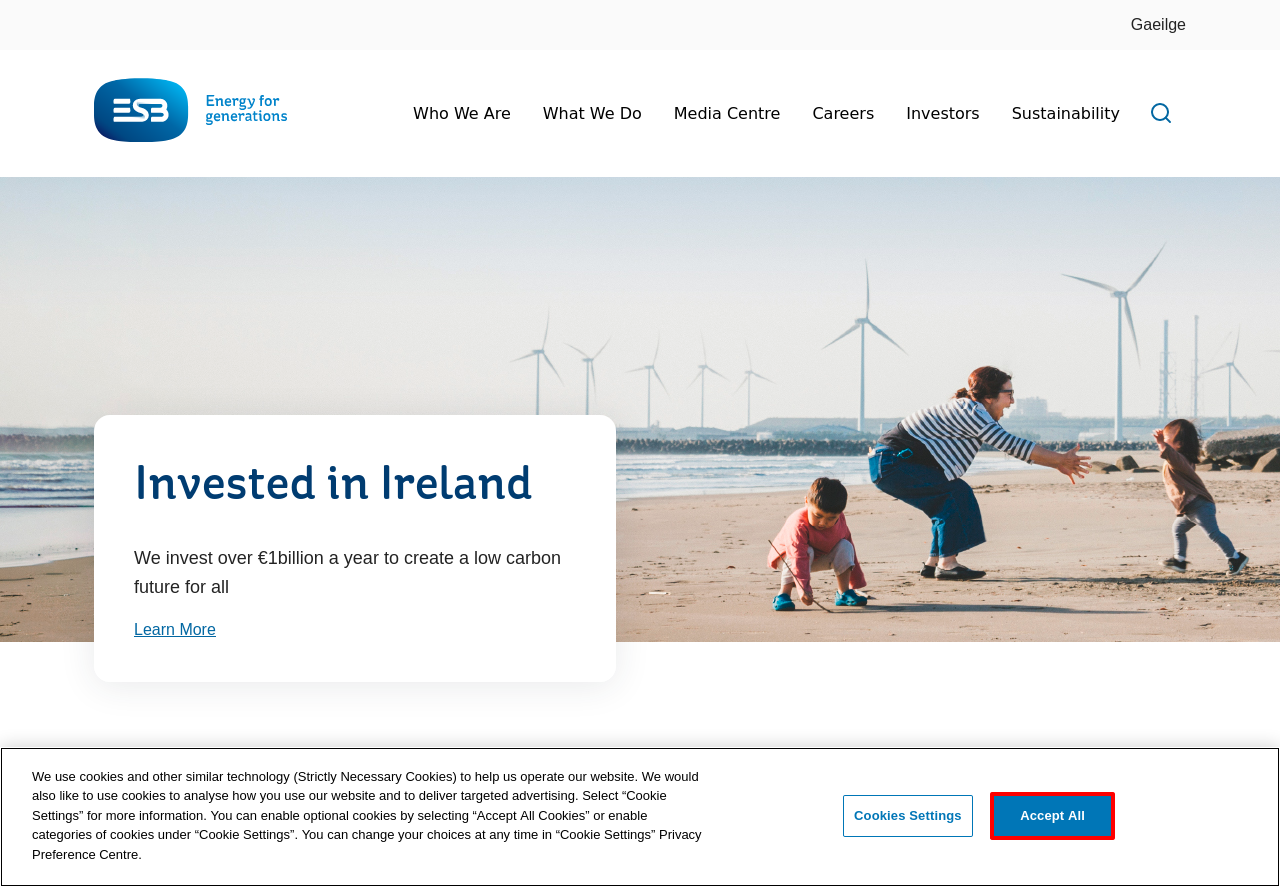 Gaeilge
ESB
Energy for
generations
Who We Are
What We Do
Media Centre
Careers
Investors
Sustainability
Invested in Ireland
We invest over €1billion a year to create a low carbon
future for all
Learn More
We use cookies and other similar technology (Strictly Necessary Cookies) to help us operate our website. We would
also like to use cookies to analyse how you use our website and to deliver targeted advertising. Select “Cookie
Settings” for more information. You can enable optional cookies by selecting “Accept All Cookies” or enable
categories of cookies under “Cookie Settings”. You can change your choices at any time in “Cookie Settings” Privacy
Preference Centre.
Cookies Settings
Accept All